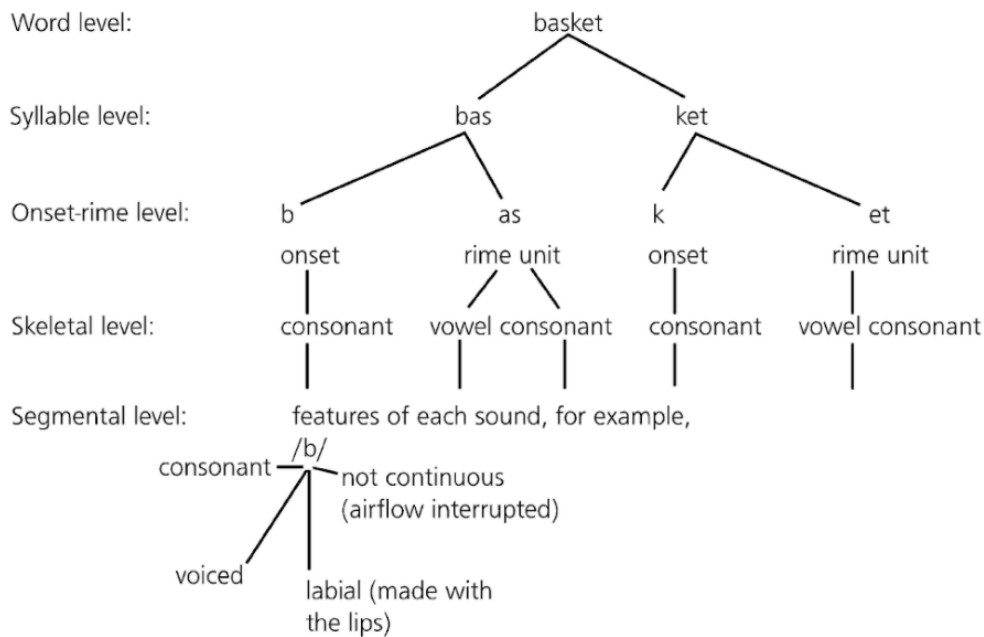 Word level: basket
Syllable level: bas ket
Onset-rime level: b as k et
onset rime unit onset rime unit
Skeletal level: consonant vowel consonant consonant vowel consonant
Segmental level: features of each sound, for example,
/b/
consonant not continuous
(airflow interrupted)
voiced labial (made with
the lips)